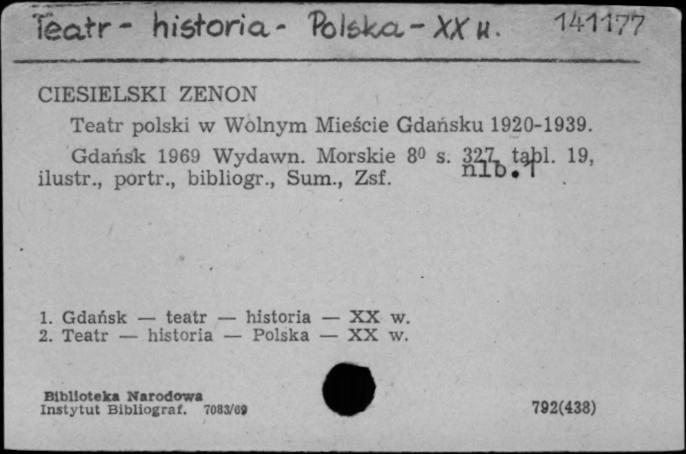 Teatr - historia - Polska - XX w. 141177
CIESIELSKI ZENON
Teatr polski w Wolnym Mieście Gdańsku 1920-1939.
Gdańsk 1969 Wydawn. Morskie 8⁰ s. 327, tabl. 19,
nlb. 1
ilustr., portr., bibliogr., Sum., Zsf.
1. Gdańsk — teatr — historia — XX w.
2. Teatr — historia — Polska — XX w.
Biblioteka Narodowa
Instytut Bibliograf. 7083/69 792(438)